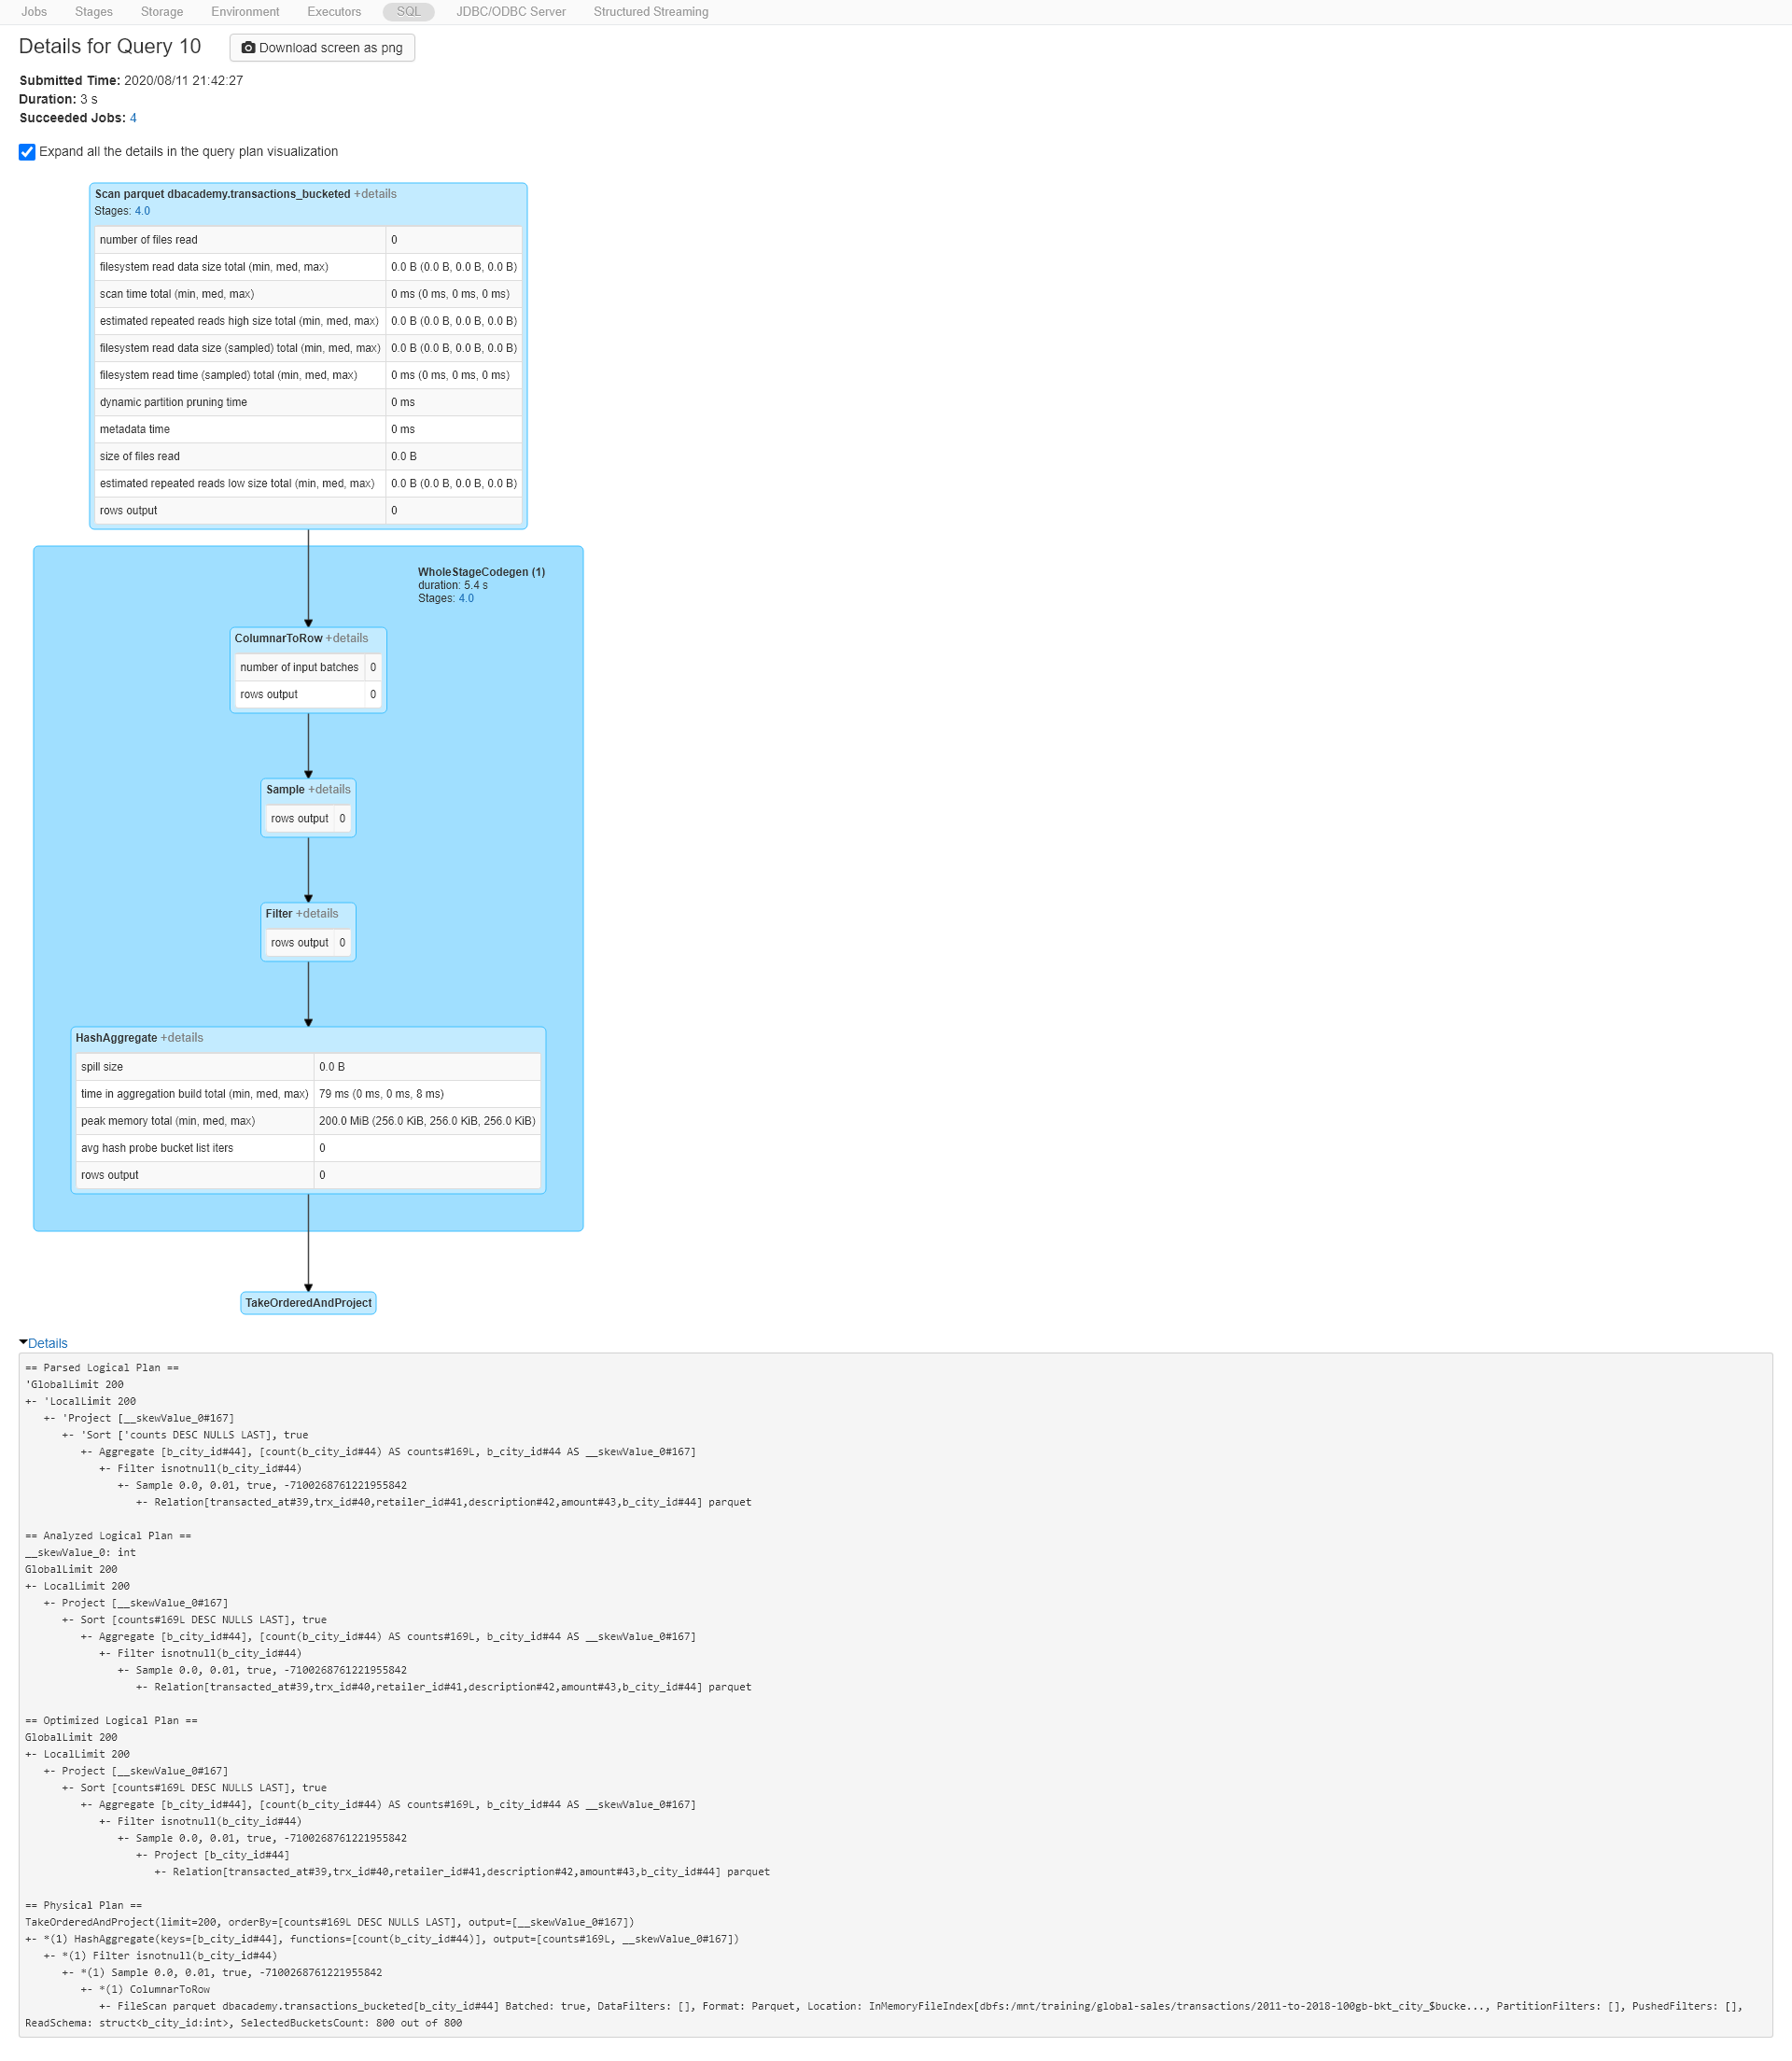 Jobs Stages Storage Environment Executors SQL JDBC/ODBC Server Structured Streaming
Details for Query 10 Download screen as png
Submitted Time: 2020/08/11 21:42:27
Duration: 3 s
Succeeded Jobs: 4
Expand all the details in the query plan visualization
Scan parquet dbacademy.transactions_bucketed +details
Stages: 4.0
number of files read 0
filesystem read data size total (min, med, max) 0.0 B (0.0 B, 0.0 B, 0.0 B)
scan time total (min, med, max) 0 ms (0 ms, 0 ms, 0 ms)
estimated repeated reads high size total (min, med, max) 0.0 B (0.0 B, 0.0 B, 0.0 B)
filesystem read data size (sampled) total (min, med, max) 0.0 B (0.0 B, 0.0 B, 0.0 B)
filesystem read time (sampled) total (min, med, max) 0 ms (0 ms, 0 ms, 0 ms)
dynamic partition pruning time 0 ms
metadata time 0 ms
size of files read 0.0 B
estimated repeated reads low size total (min, med, max) 0.0 B (0.0 B, 0.0 B, 0.0 B)
rows output 0
WholeStageCodegen (1)
duration: 5.4 s
Stages: 4.0
ColumnarToRow +details
number of input batches 0
rows output 0
Sample +details
rows output 0
Filter +details
rows output 0
HashAggregate +details
spill size 0.0 B
time in aggregation build total (min, med, max) 79 ms (0 ms, 0 ms, 8 ms)
peak memory total (min, med, max) 200.0 MiB (256.0 KiB, 256.0 KiB, 256.0 KiB)
avg hash probe bucket list iters 0
rows output 0
TakeOrderedAndProject
Details
== Parsed Logical Plan ==
'GlobalLimit 200
+- 'LocalLimit 200
+- 'Project [__skewValue_0#167]
+- 'Sort ['counts DESC NULLS LAST], true
+- Aggregate [b_city_id#44], [count(b_city_id#44) AS counts#169L, b_city_id#44 AS __skewValue_0#167]
+- Filter isnotnull(b_city_id#44)
+- Sample 0.0, 0.01, true, -7100268761221955842
+- Relation[transacted_at#39,trx_id#40,retailer_id#41,description#42,amount#43,b_city_id#44] parquet
== Analyzed Logical Plan ==
__skewValue_0: int
GlobalLimit 200
+- LocalLimit 200
+- Project [__skewValue_0#167]
+- Sort [counts#169L DESC NULLS LAST], true
+- Aggregate [b_city_id#44], [count(b_city_id#44) AS counts#169L, b_city_id#44 AS __skewValue_0#167]
+- Filter isnotnull(b_city_id#44)
+- Sample 0.0, 0.01, true, -7100268761221955842
+- Relation[transacted_at#39,trx_id#40,retailer_id#41,description#42,amount#43,b_city_id#44] parquet
== Optimized Logical Plan ==
GlobalLimit 200
+- LocalLimit 200
+- Project [__skewValue_0#167]
+- Sort [counts#169L DESC NULLS LAST], true
+- Aggregate [b_city_id#44], [count(b_city_id#44) AS counts#169L, b_city_id#44 AS __skewValue_0#167]
+- Filter isnotnull(b_city_id#44)
+- Sample 0.0, 0.01, true, -7100268761221955842
+- Project [b_city_id#44]
+- Relation[transacted_at#39,trx_id#40,retailer_id#41,description#42,amount#43,b_city_id#44] parquet
== Physical Plan ==
TakeOrderedAndProject(limit=200, orderBy=[counts#169L DESC NULLS LAST], output=[__skewValue_0#167])
+- *(1) HashAggregate(keys=[b_city_id#44], functions=[count(b_city_id#44)], output=[counts#169L, __skewValue_0#167])
+- *(1) Filter isnotnull(b_city_id#44)
+- *(1) Sample 0.0, 0.01, true, -7100268761221955842
+- *(1) ColumnarToRow
+- FileScan parquet dbacademy.transactions_bucketed[b_city_id#44] Batched: true, DataFilters: [], Format: Parquet, Location: InMemoryFileIndex[dbfs:/mnt/training/global-sales/transactions/2011-to-2018-100gb-bkt_city_$bucke..., PartitionFilters: [], PushedFilters: [],
ReadSchema: struct<b_city_id:int>, SelectedBucketsCount: 800 out of 800